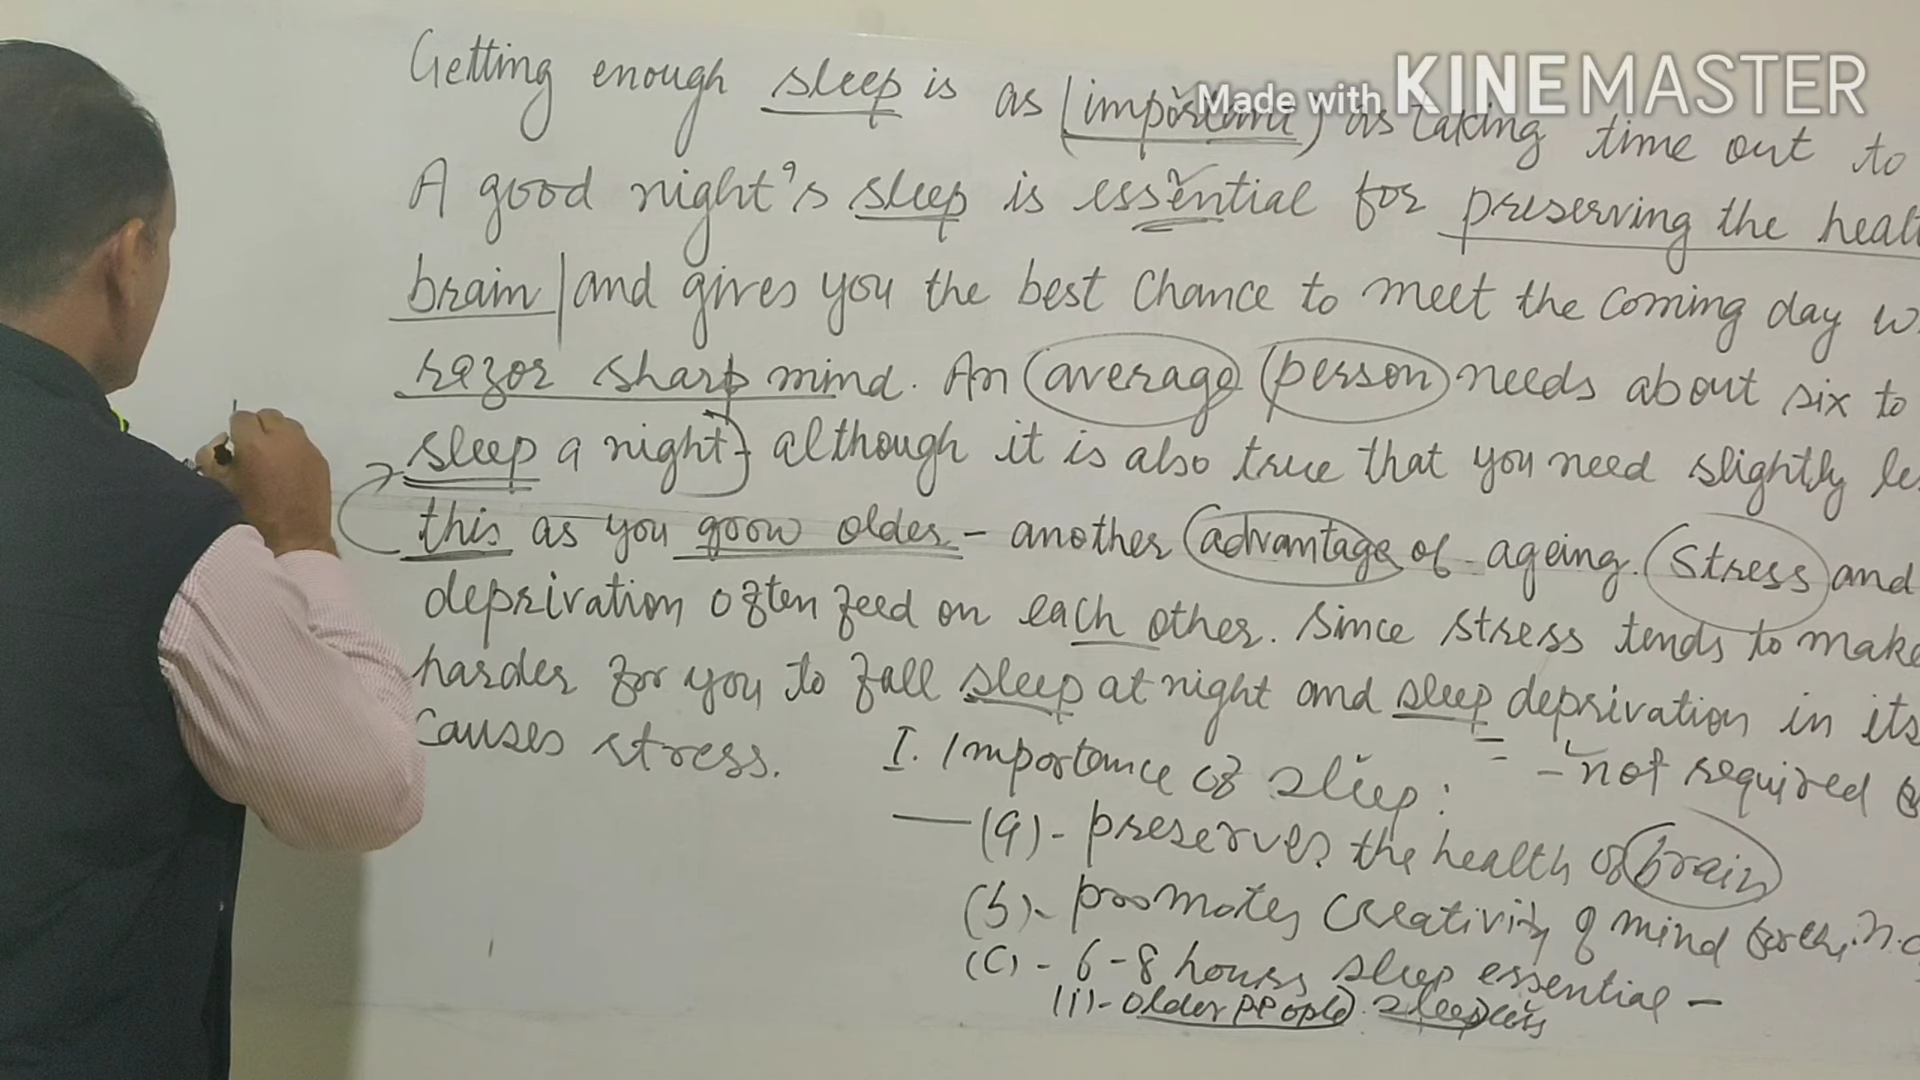 Made with KINEMASTER
Getting enough sleep is as (important) as taking time out to
A good night's sleep is essential for preserving the heal
brain | and gives you the best chance to meet the coming day w
razor sharp mind. An average (person) needs about six to
sleep a night) although it is also true that you need slightly le
this as you grow older - another advantage of ageing. Stress and
deprivation often feed on each other. Since stress tends to make
harder for you to fall sleep at night and sleep deprivation in its
causes stress.
I. Importance of sleep: - not required
(a) - preserves the health of brain
(b) - promotes creativity of mind for the n.
(c) - 6-8 hours sleep essential -
(i) - older people) sleep less